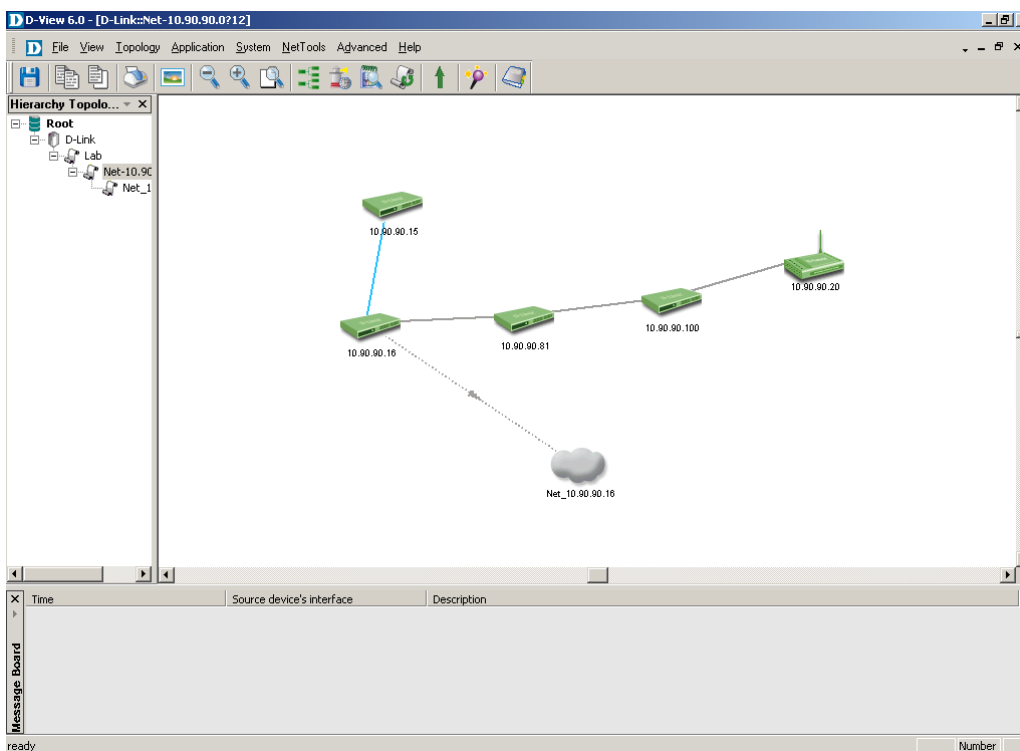 D-View 6.0 - [D-Link::Net-10.90.90.0?12]
File View Topology Application System NetTools Advanced Help
Hierarchy Topolo...
Root
D-Link
Lab
Net-10.90
Net_1
10.90.90.15
10.90.90.20
10.90.90.100
10.90.90.81
10.90.90.16
Net_10.90.90.16
Time Source device's interface Description
Message Board
ready Number